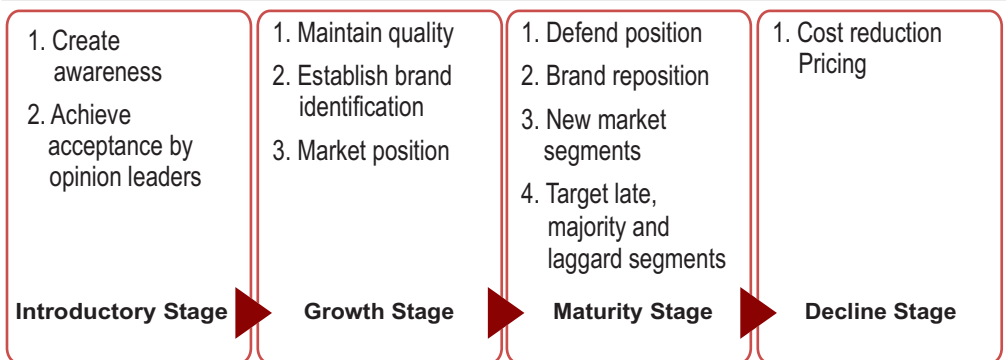 1. Create
awareness
2. Achieve
acceptance by
opinion leaders
Introductory Stage
1. Maintain quality
2. Establish brand
identification
3. Market position
Growth Stage
1. Defend position
2. Brand reposition
3. New market
segments
4. Target late,
majority and
laggard segments
Maturity Stage
1. Cost reduction
Pricing
Decline Stage